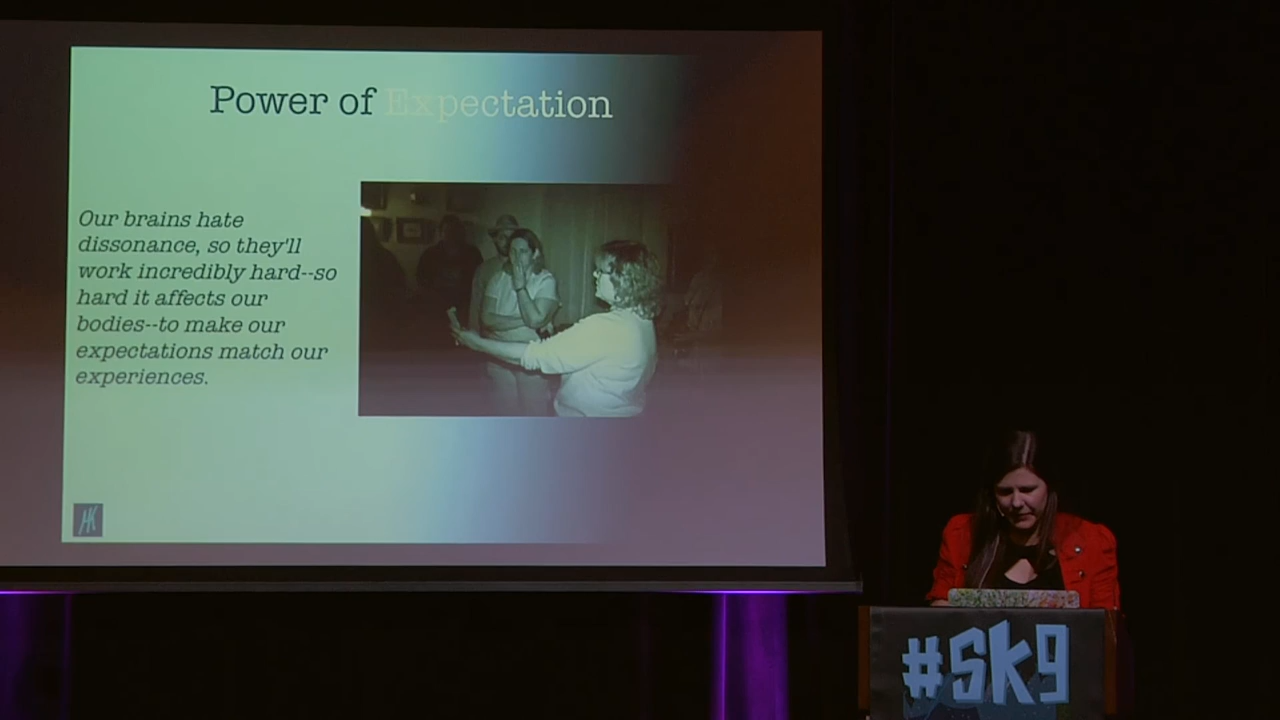 Power of Expectation
Our brains hate
dissonance, so they'll
work incredibly hard--so
hard it affects our
bodies--to make our
expectations match our
experiences.
HK
#SK9